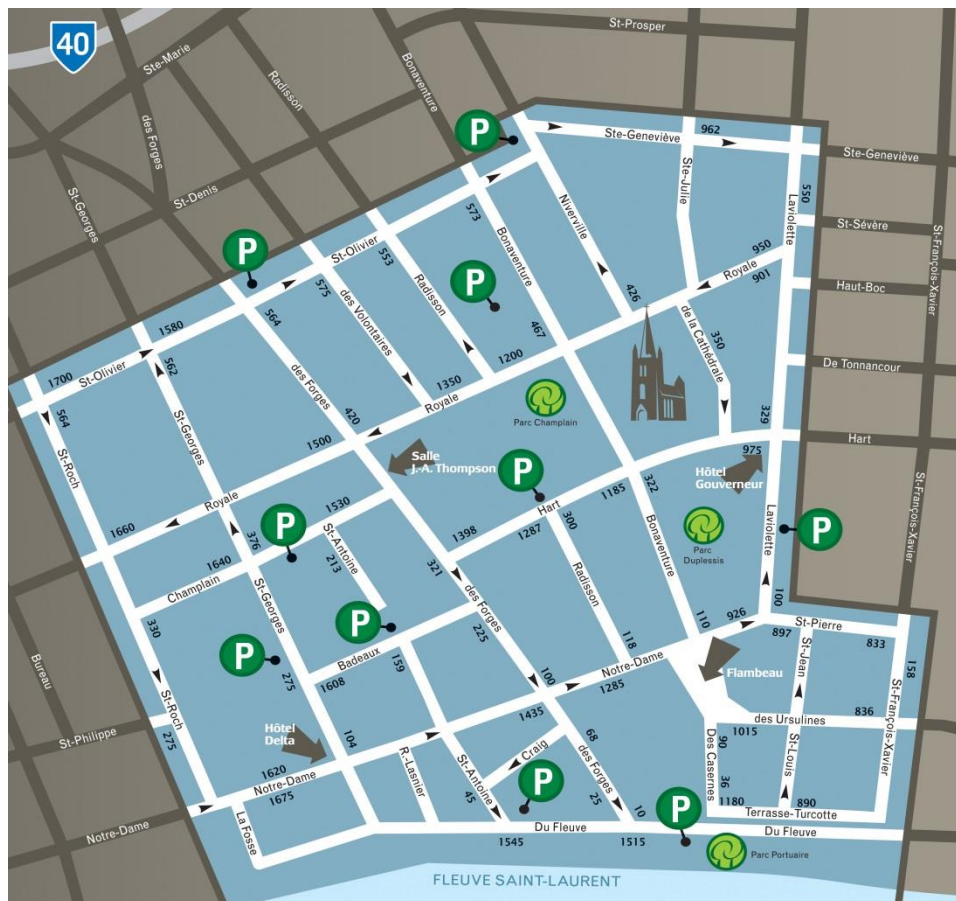 40
St-Prosper
Ste-Marie
Radisson
Bonaventure
des Forges
P
Ste-Geneviève
962
Ste-Geneviève
St-Georges
St-Denis
Ste-Julie
Niverville
Laviolette
550
St-Sévère
St-François-Xavier
P
St-Olivier
573
Bonaventure
553
575
950
Royale
901
Haut-Boc
P
Radisson
des Volontaires
426
1580
564
562
467
de la Cathédrale
350
1700
St-Olivier
1200
1350
Royale
De Tonnancour
564
des Forges
420
Parc Champlain
329
St-Roch
St-Georges
1500
Salle
J.-A. Thompson
Hart
975
Hôtel
Gouverneur
P
1185
322
Royale
1530
Hart
1660
P
1398
1287
300
Parc
Duplessis
P
Laviolette
St-François-Xavier
376
St-Antoine
213
1640
Champlain
321
Bonaventure
des Forges
Radisson
100
330
St-Georges
P
225
118
110
926
St-Pierre
897
833
P
Badeaux
159
Bureau
St-Roch
275
1608
100
Notre-Dame
1285
Flambeau
St-Jean
158
St-François-Xavier
275
1435
836
des Ursulines
1015
St-Philippe
Hôtel
Delta
104
68
Craig
90
Des Casernes
St-Louis
1620
Notre-Dame
1675
R.-Lasnier
St-Antoine
45
des Forges
25
36
P
10
1180
890
Terrasse-Turcotte
P
Notre-Dame
La Fosse
Du Fleuve
Du Fleuve
1545
1515
Parc Portuaire
FLEUVE SAINT-LAURENT